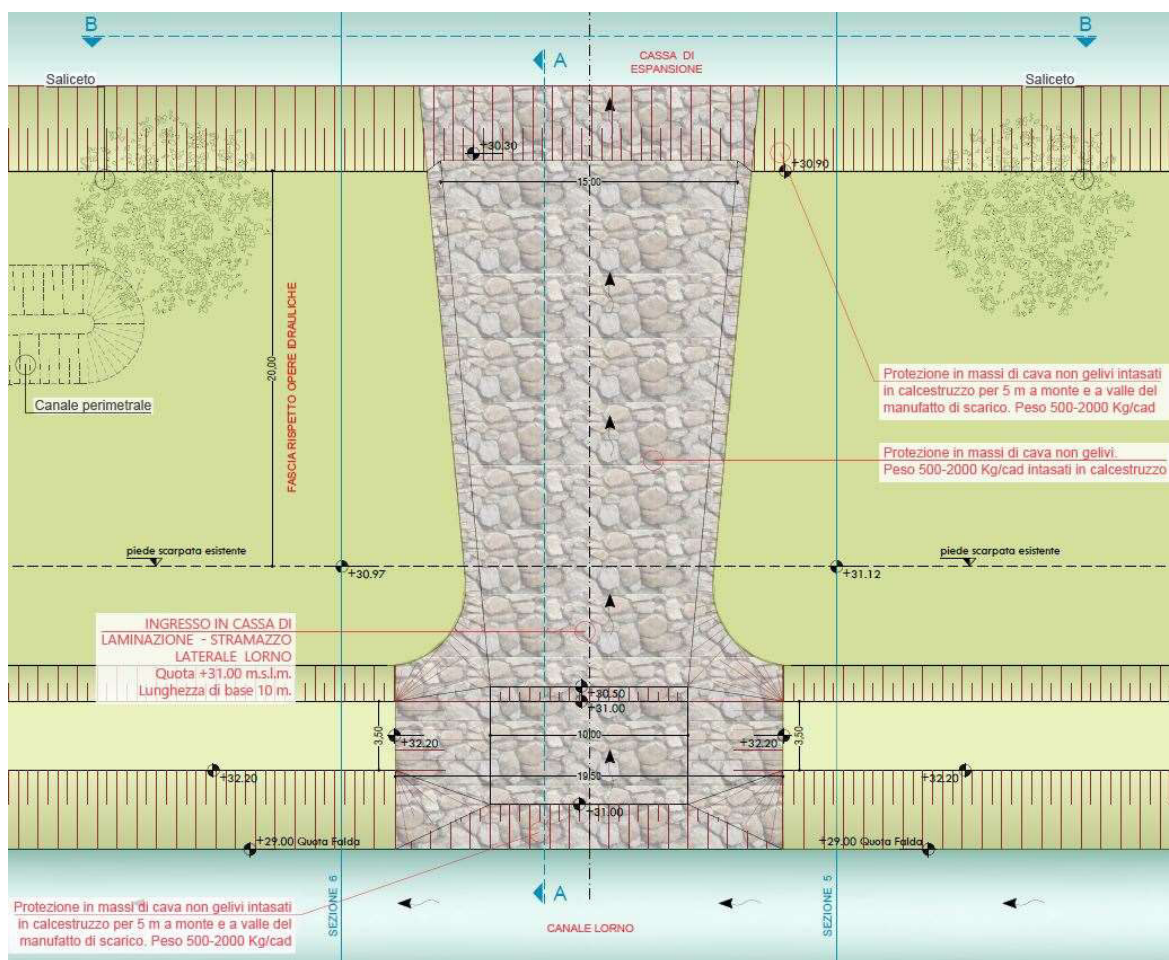 B
B
A
CASSA DI
ESPANSIONE
Saliceto
Saliceto
+30.30
+30.90
15,00
FASCIA RISPETTO OPERE IDRAULICHE
20,00
Canale perimetrale
Protezione in massi di cava non gelivi intasati
in calcestruzzo per 5 m a monte e a valle del
manufatto di scarico. Peso 500-2000 Kg/cad
Protezione in massi di cava non gelivi.
Peso 500-2000 Kg/cad intasati in calcestruzzo
piede scarpata esistente
piede scarpata esistente
+30.97
+31.12
INGRESSO IN CASSA DI
LAMINAZIONE - STRAMAZZO
LATERALE LORNO
Quota +31.00 m.s.l.m.
Lunghezza di base 10 m.
+30.50
+31.00
3,50
+32.20
10,00
+32.20
3,50
+32.20
19,50
+32.20
+31.00
+29.00 Quota Falda
+29.00 Quota Falda
SEZIONE 6
A
SEZIONE 5
Protezione in massi di cava non gelivi intasati
in calcestruzzo per 5 m a monte e a valle del
manufatto di scarico. Peso 500-2000 Kg/cad
CANALE LORNO